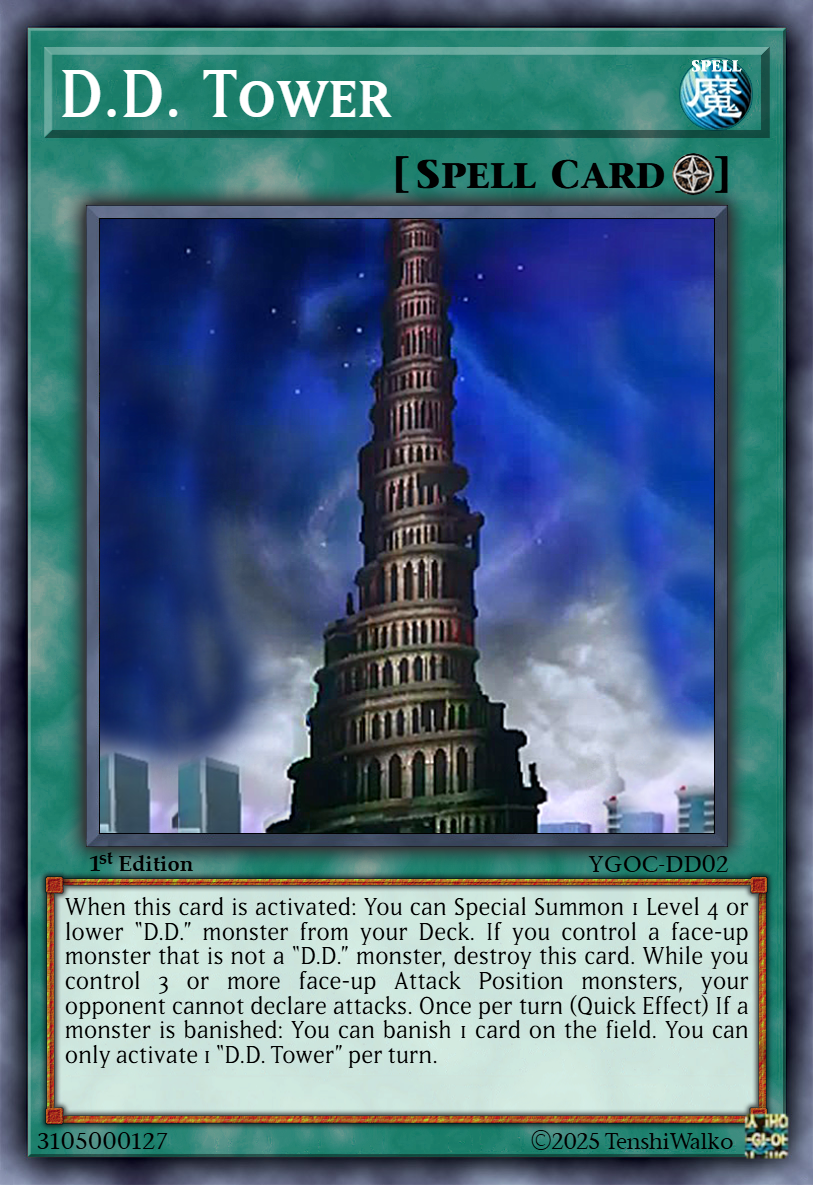 D.D. Tower
SPELL
魔
[Spell Card]
1st Edition
YGOC-DD02
When this card is activated: You can Special Summon 1 Level 4 or
lower "D.D." monster from your Deck. If you control a face-up
monster that is not a "D.D." monster, destroy this card. While you
control 3 or more face-up Attack Position monsters, your
opponent cannot declare attacks. Once per turn (Quick Effect) If a
monster is banished: You can banish 1 card on the field. You can
only activate 1 "D.D. Tower" per turn.
3105000127
©2025 TenshiWalko